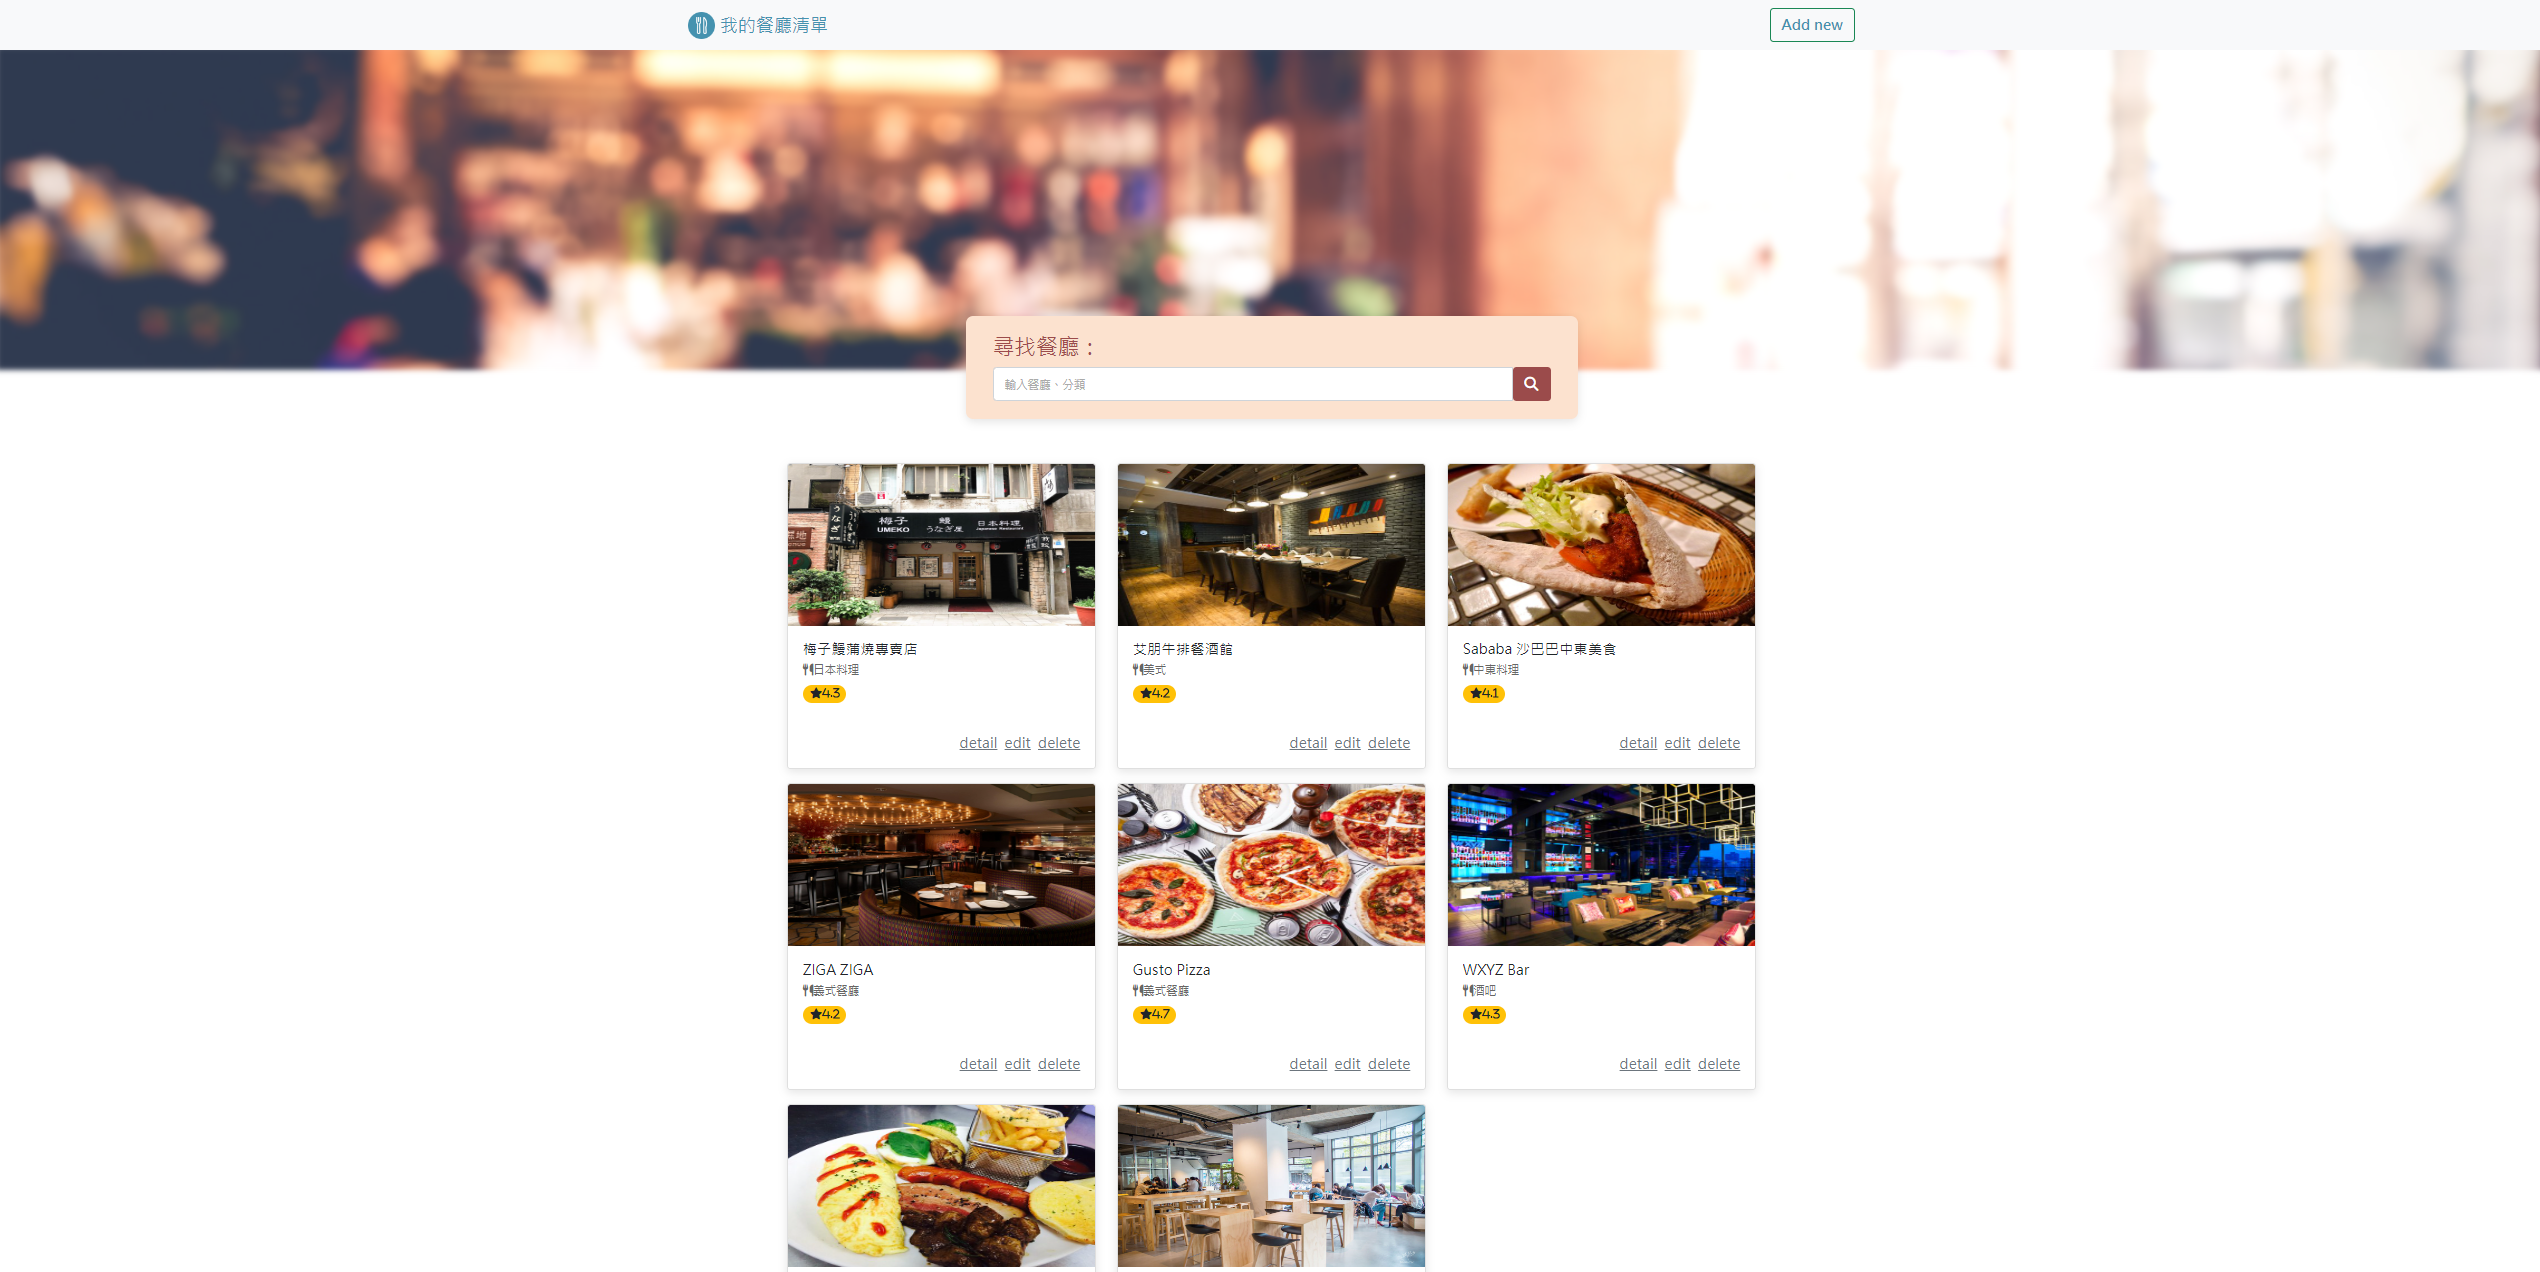 我的餐廳清單
Add new
尋找餐廳：
輸入餐廳、分類
梅子 UMEKO
鰻 うなぎ屋
日本料理 Japanese Restaurant
うなぎ
梅子鰻蒲燒專賣店
日本料理
4.3
detail edit delete
艾朋牛排餐酒館
美式
4.2
detail edit delete
Sababa 沙巴巴中東美食
中東料理
4.1
detail edit delete
ZIGA ZIGA
義式餐廳
4.2
detail edit delete
Gusto Pizza
義式餐廳
4.7
detail edit delete
WXYZ Bar
酒吧
4.3
detail edit delete